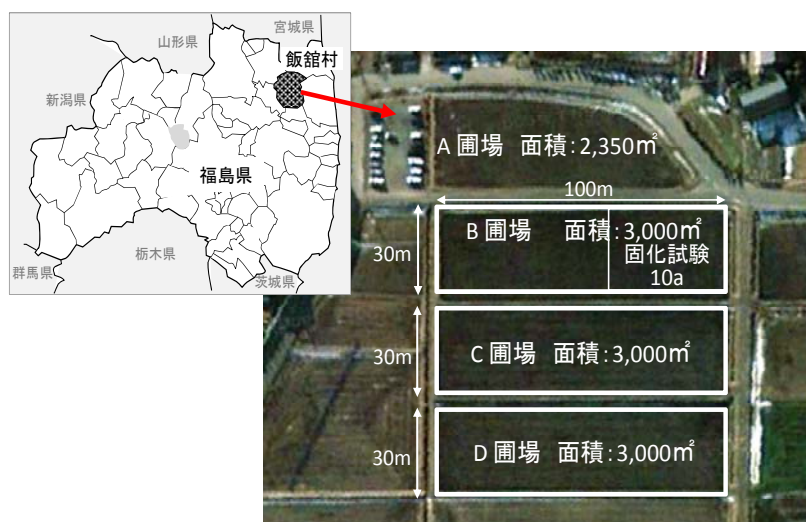 宮城県
山形県
飯舘村
新潟県
福島県
栃木県
群馬県
茨城県
A 圃場 面積：2,350㎡
100m
B 圃場 面積：3,000㎡
固化試験
10a
30m
C 圃場 面積：3,000㎡
30m
D 圃場 面積：3,000㎡
30m